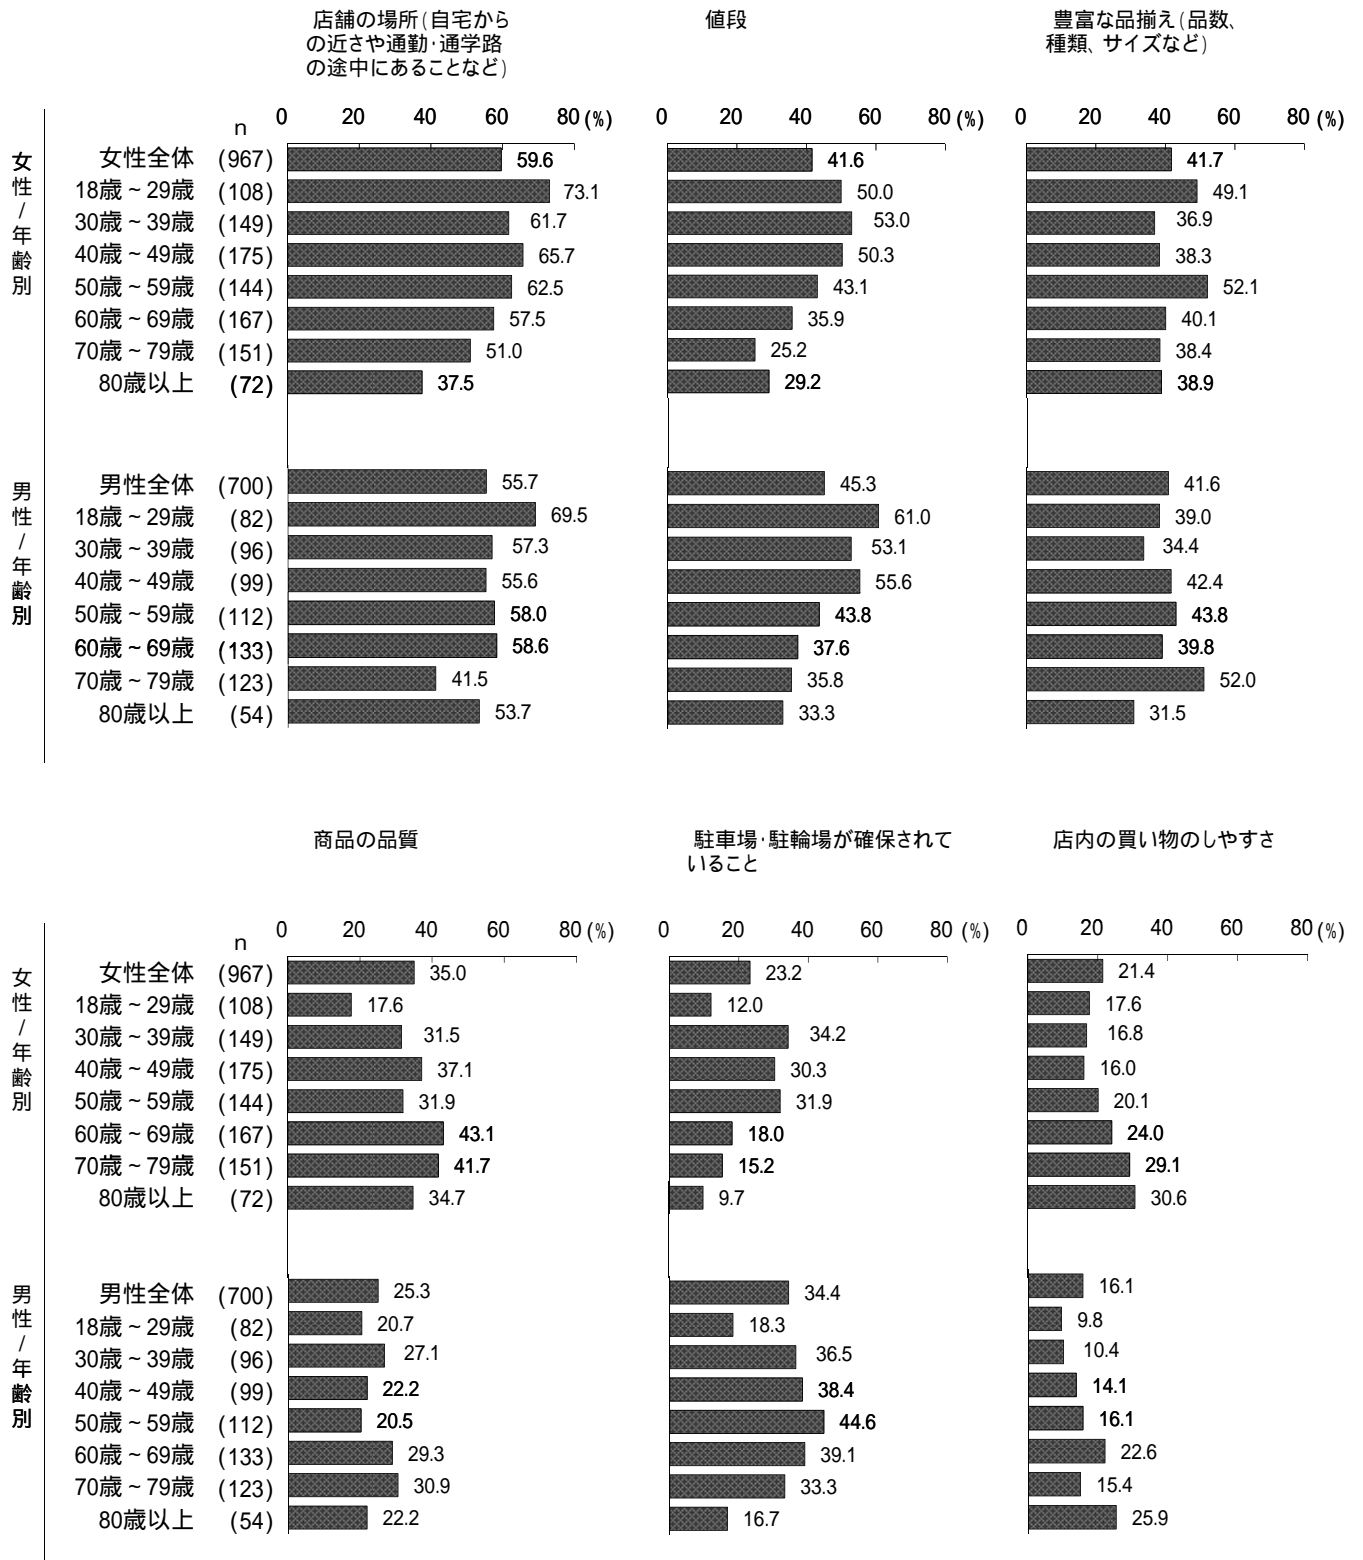 店舗の場所(自宅から
の近さや通勤・通学路
の途中にあることなど)
値段
豊富な品揃え(品数、
種類、サイズなど)
n 0 20 40 60 80 (%) 0 20 40 60 80 (%) 0 20 40 60 80 (%)
女性/年齢別
女性全体 (967) 59.6 41.6 41.7
18歳~29歳 (108) 73.1 50.0 49.1
30歳~39歳 (149) 61.7 53.0 36.9
40歳~49歳 (175) 65.7 50.3 38.3
50歳~59歳 (144) 62.5 43.1 52.1
60歳~69歳 (167) 57.5 35.9 40.1
70歳~79歳 (151) 51.0 25.2 38.4
80歳以上 (72) 37.5 29.2 38.9
男性/年齢別
男性全体 (700) 55.7 45.3 41.6
18歳~29歳 (82) 69.5 61.0 39.0
30歳~39歳 (96) 57.3 53.1 34.4
40歳~49歳 (99) 55.6 55.6 42.4
50歳~59歳 (112) 58.0 43.8 43.8
60歳~69歳 (133) 58.6 37.6 39.8
70歳~79歳 (123) 41.5 35.8 52.0
80歳以上 (54) 53.7 33.3 31.5
商品の品質
駐車場・駐輪場が確保されて
いること
店内の買い物のしやすさ
n 0 20 40 60 80 (%) 0 20 40 60 80 (%) 0 20 40 60 80 (%)
女性/年齢別
女性全体 (967) 35.0 23.2 21.4
18歳~29歳 (108) 17.6 12.0 17.6
30歳~39歳 (149) 31.5 34.2 16.8
40歳~49歳 (175) 37.1 30.3 16.0
50歳~59歳 (144) 31.9 31.9 20.1
60歳~69歳 (167) 43.1 18.0 24.0
70歳~79歳 (151) 41.7 15.2 29.1
80歳以上 (72) 34.7 9.7 30.6
男性/年齢別
男性全体 (700) 25.3 34.4 16.1
18歳~29歳 (82) 20.7 18.3 9.8
30歳~39歳 (96) 27.1 36.5 10.4
40歳~49歳 (99) 22.2 38.4 14.1
50歳~59歳 (112) 20.5 44.6 16.1
60歳~69歳 (133) 29.3 39.1 22.6
70歳~79歳 (123) 30.9 33.3 15.4
80歳以上 (54) 22.2 16.7 25.9